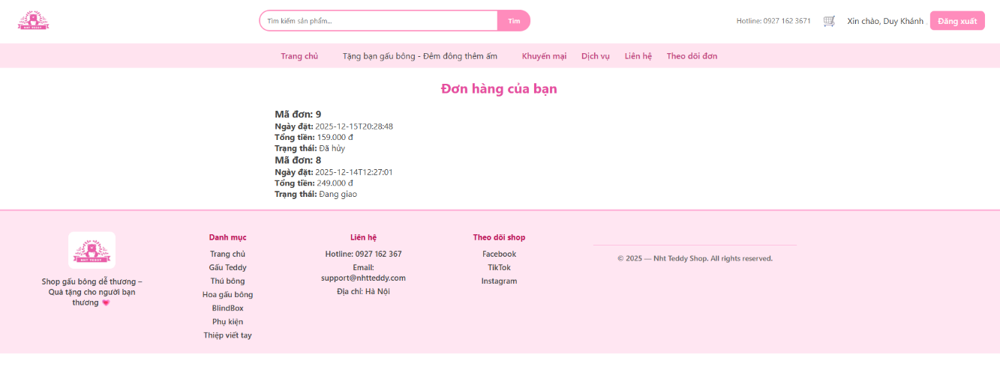 NHT TEDDY
Tìm kiếm sản phẩm...
Tìm
Hotline: 0927 162 3671
Xin chào, Duy Khánh
Đăng xuất
Trang chủ
Tặng bạn gấu bông - Đêm đông thêm ấm
Khuyến mại
Dịch vụ
Liên hệ
Theo dõi đơn
Đơn hàng của bạn
Mã đơn: 9
Ngày đặt: 2025-12-15T20:28:48
Tổng tiền: 159.000 đ
Trạng thái: Đã hủy
Mã đơn: 8
Ngày đặt: 2025-12-14T12:27:01
Tổng tiền: 249.000 đ
Trạng thái: Đang giao
NHT TEDDY
Shop gấu bông dễ thương –
Quà tặng cho người bạn
thương 💗
Danh mục
Trang chủ
Gấu Teddy
Thú bông
Hoa gấu bông
BlindBox
Phụ kiện
Thiệp viết tay
Liên hệ
Hotline: 0927 162 367
Email:
support@nhtteddy.com
Địa chỉ: Hà Nội
Theo dõi shop
Facebook
TikTok
Instagram
© 2025 — Nht Teddy Shop. All rights reserved.